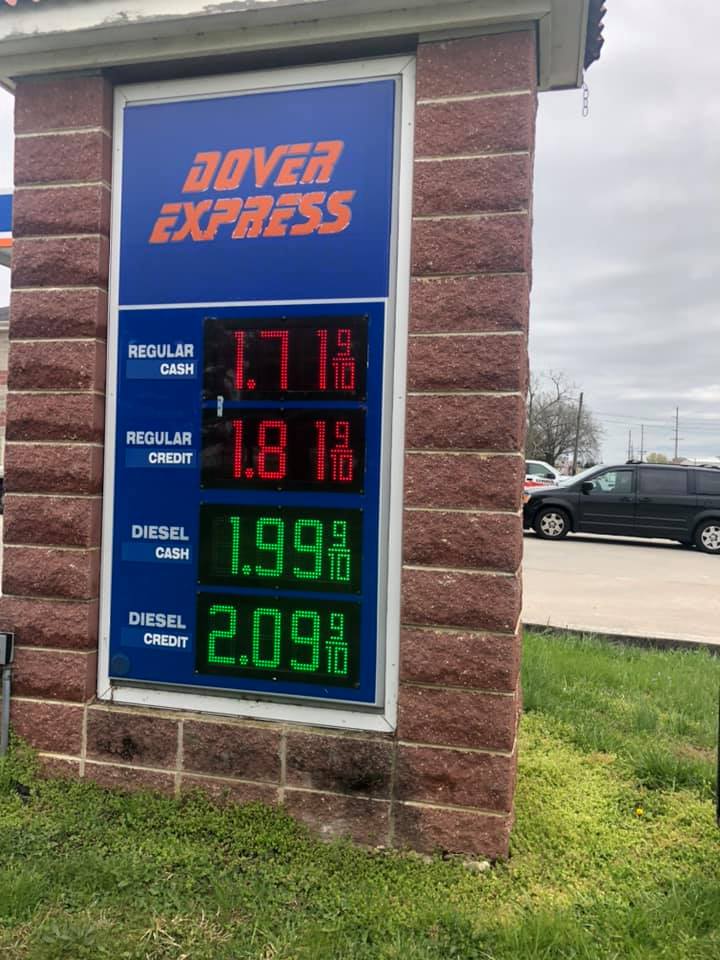 DOVER
EXPRESS
REGULAR
CASH
1.71 9/10
REGULAR
CREDIT
1.81 9/10
DIESEL
CASH
1.99 9/10
DIESEL
CREDIT
2.09 9/10